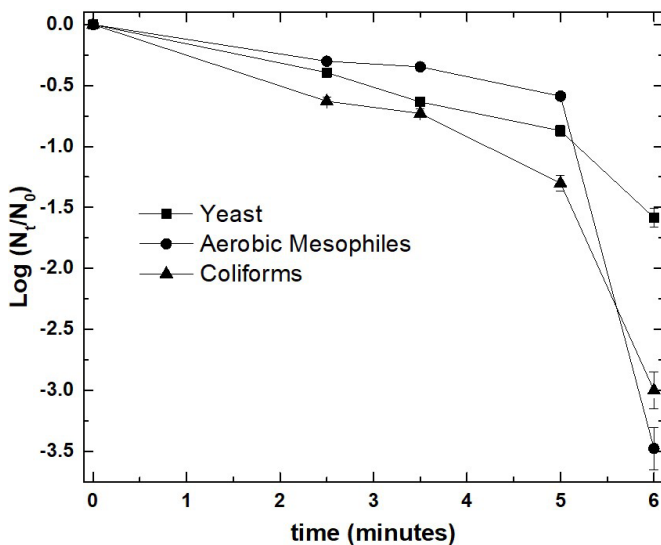 0.0
-0.5
-1.0
-1.5
-2.0
-2.5
-3.0
-3.5
Log (Nt/N0)
Yeast
Aerobic Mesophiles
Coliforms
0 1 2 3 4 5 6
time (minutes)